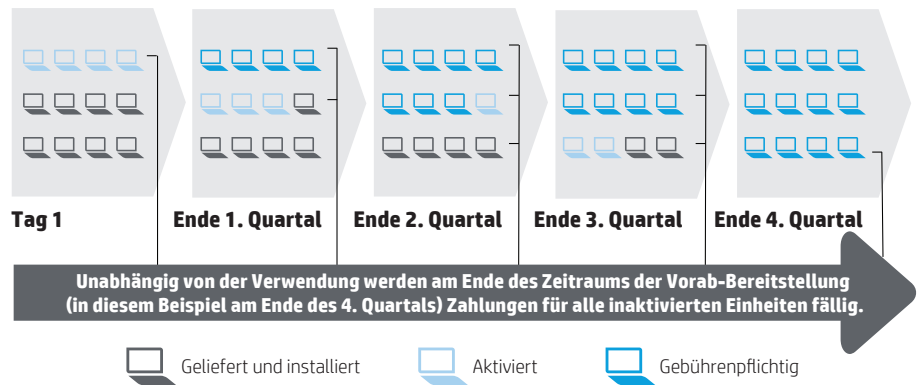 Tag 1
Ende 1. Quartal
Ende 2. Quartal
Ende 3. Quartal
Ende 4. Quartal
Unabhängig von der Verwendung werden am Ende des Zeitraums der Vorab-Bereitstellung
(in diesem Beispiel am Ende des 4. Quartals) Zahlungen für alle inaktivierten Einheiten fällig.
Geliefert und installiert
Aktiviert
Gebührenpflichtig